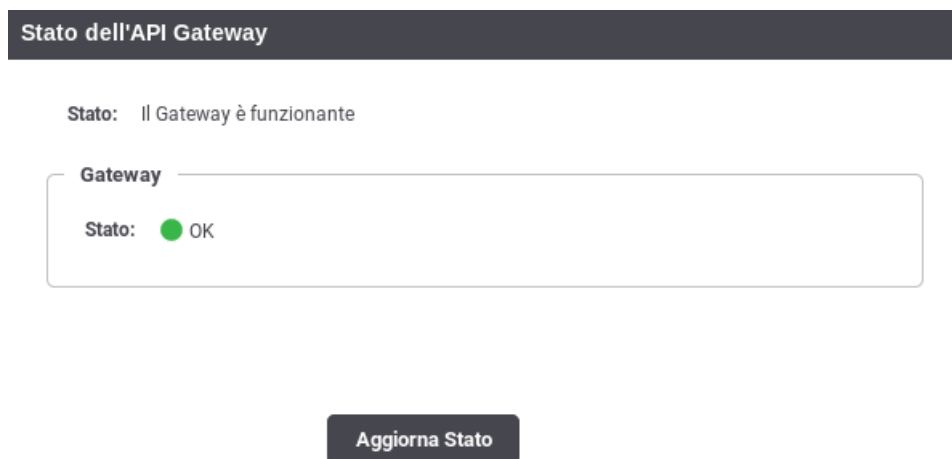 Stato dell'API Gateway
Stato: Il Gateway è funzionante
Gateway
Stato: OK
Aggiorna Stato